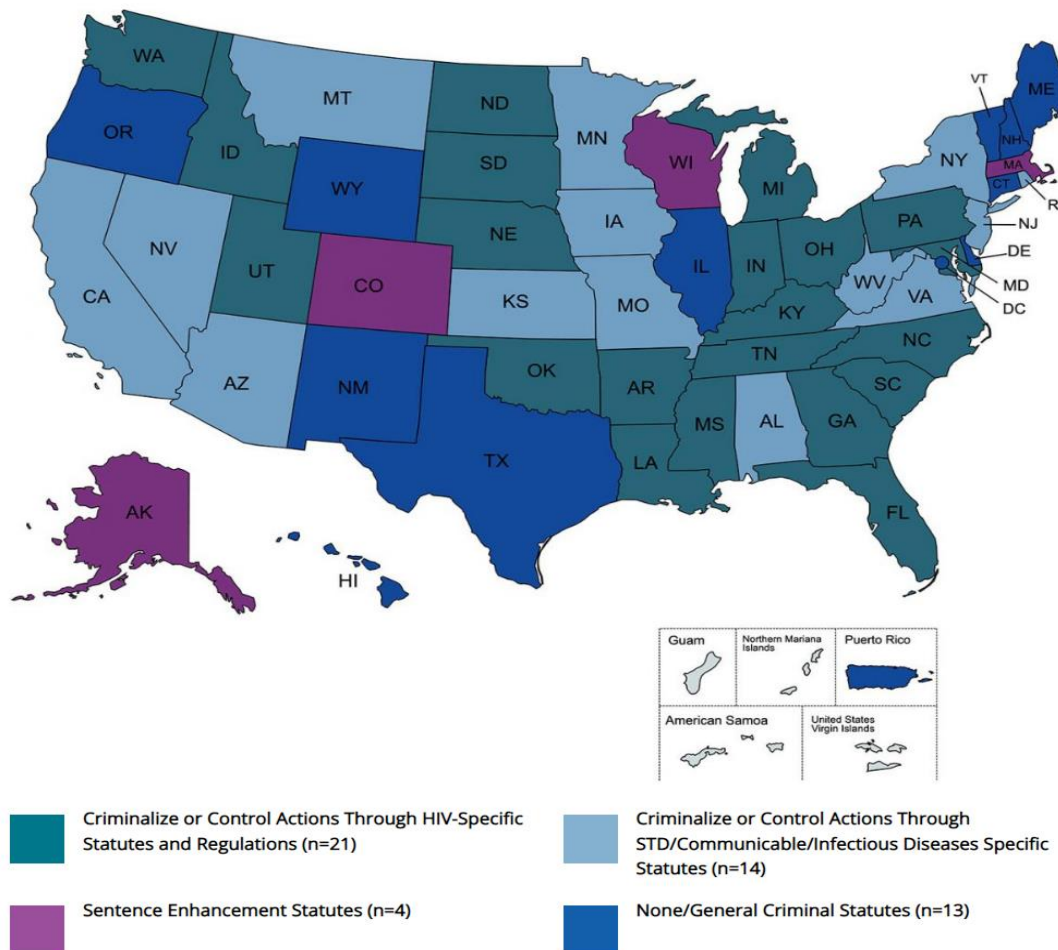 WA
MT
ND
MN
VT
ME
OR
ID
SD
WI
MI
NY
NH
MA
CT
R
WY
NE
IA
PA
NJ
NV
UT
CO
IL
IN
OH
DE
CA
KS
MO
WV
VA
MD
DC
KY
AZ
NM
OK
AR
TN
NC
SC
MS
AL
GA
TX
LA
FL
AK
HI
Guam
Northern Mariana
Islands
Puerto Rico
American Samoa
United States
Virgin Islands
Criminalize or Control Actions Through HIV-Specific
Statutes and Regulations (n=21)
Criminalize or Control Actions Through
STD/Communicable/Infectious Diseases Specific
Statutes (n=14)
Sentence Enhancement Statutes (n=4)
None/General Criminal Statutes (n=13)